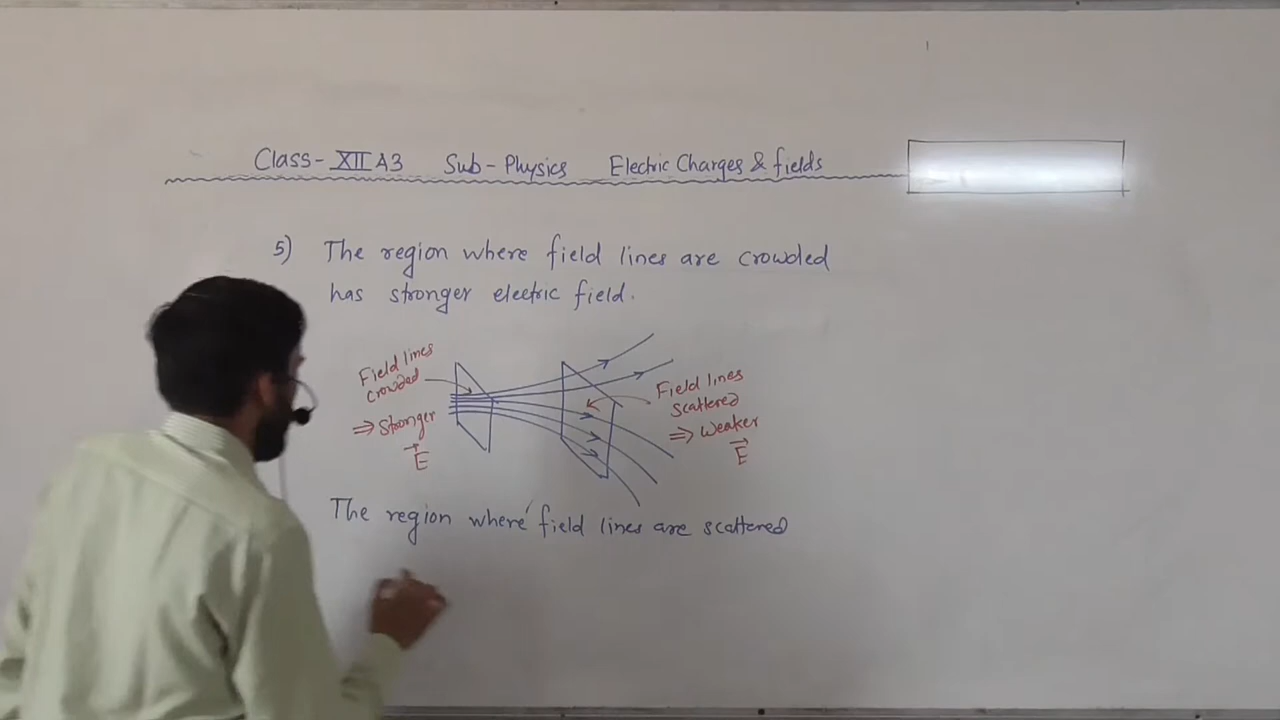 Class - XII A3 Sub - Physics Electric Charges & fields
5) The region where field lines are crowded
has stronger electric field.
Field lines
crowded
⇒ Stronger
E⃗
Field lines
scattered
⇒ Weaker
E⃗
The region where field lines are scattered